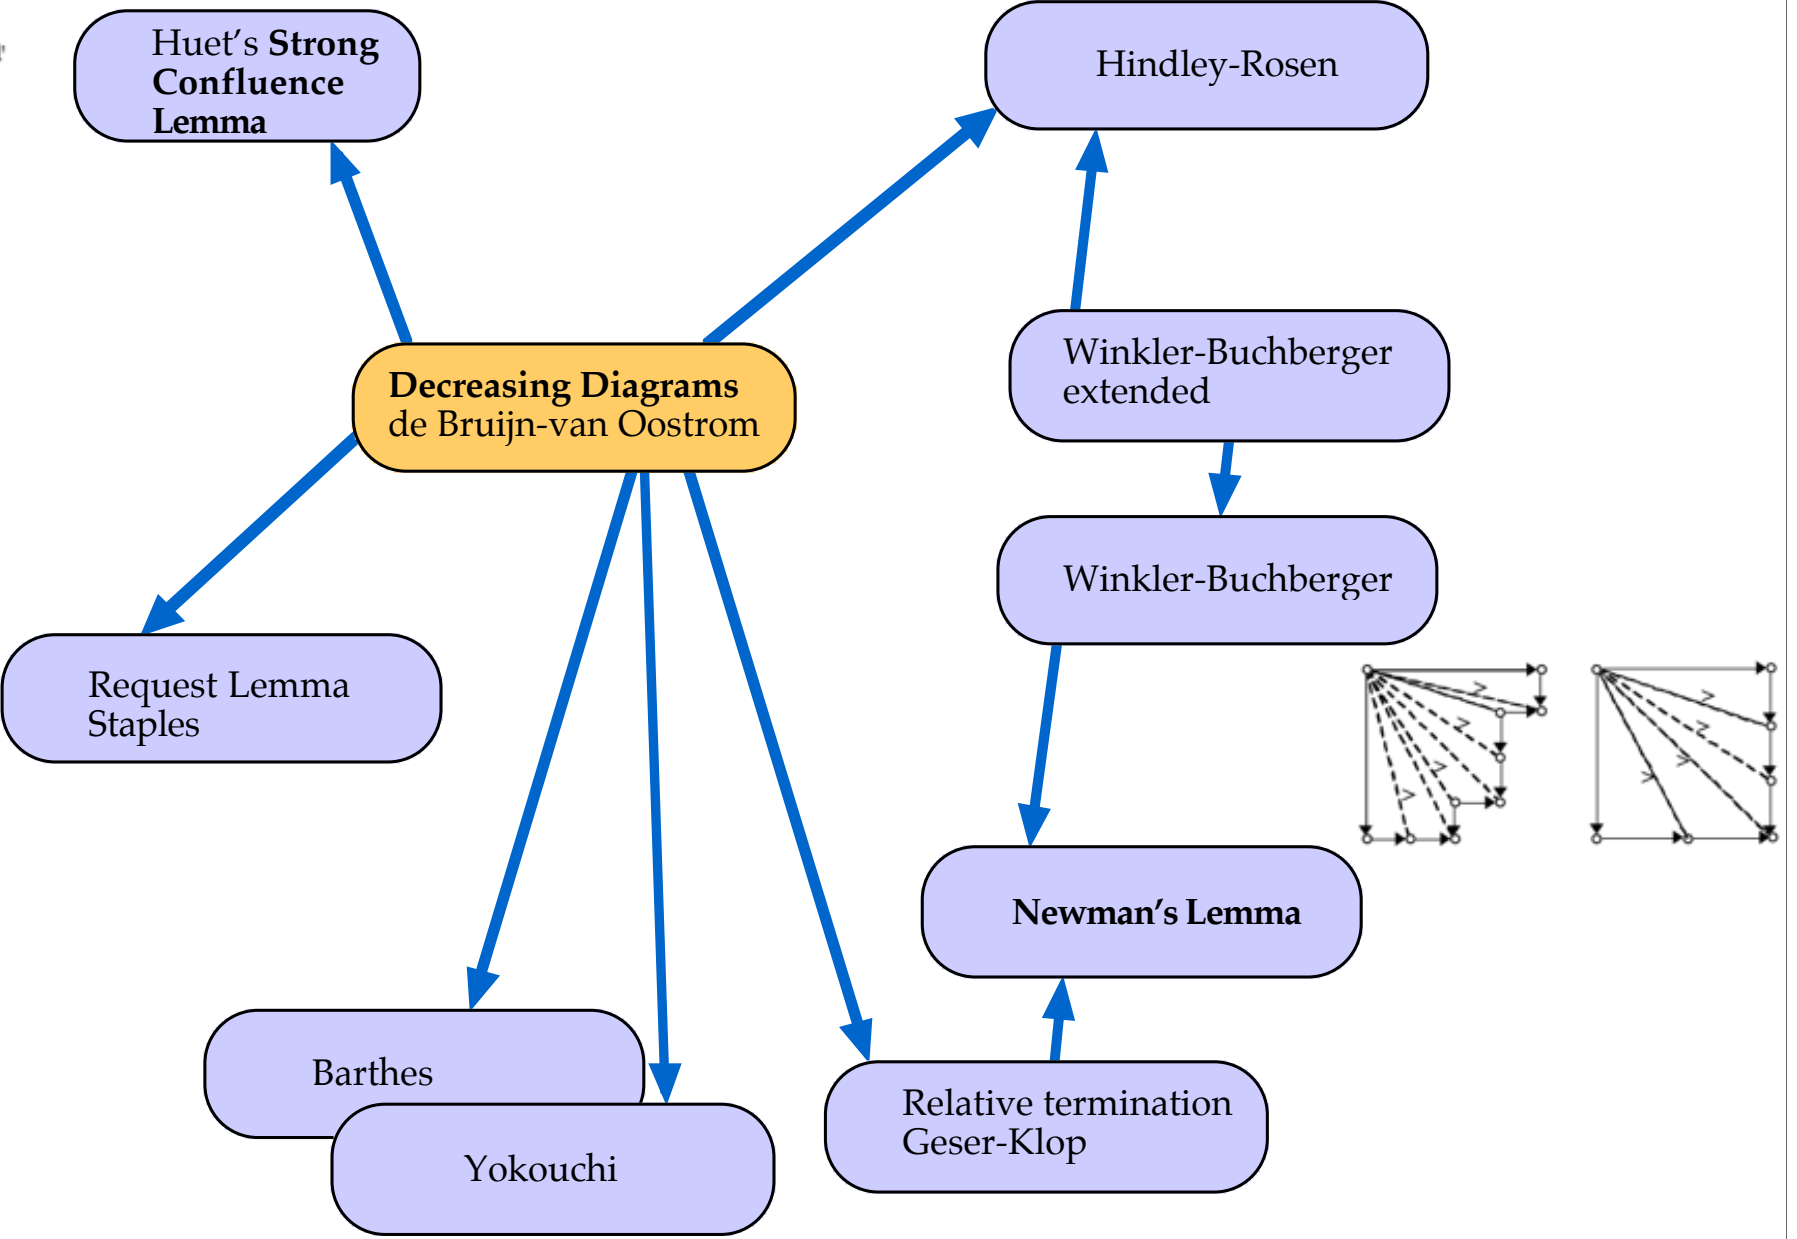 Huet’s Strong
Confluence
Lemma
Hindley-Rosen
Winkler-Buchberger
extended
Decreasing Diagrams
de Bruijn-van Oostrom
Winkler-Buchberger
Request Lemma
Staples
Newman’s Lemma
Barthes
Yokouchi
Relative termination
Geser-Klop